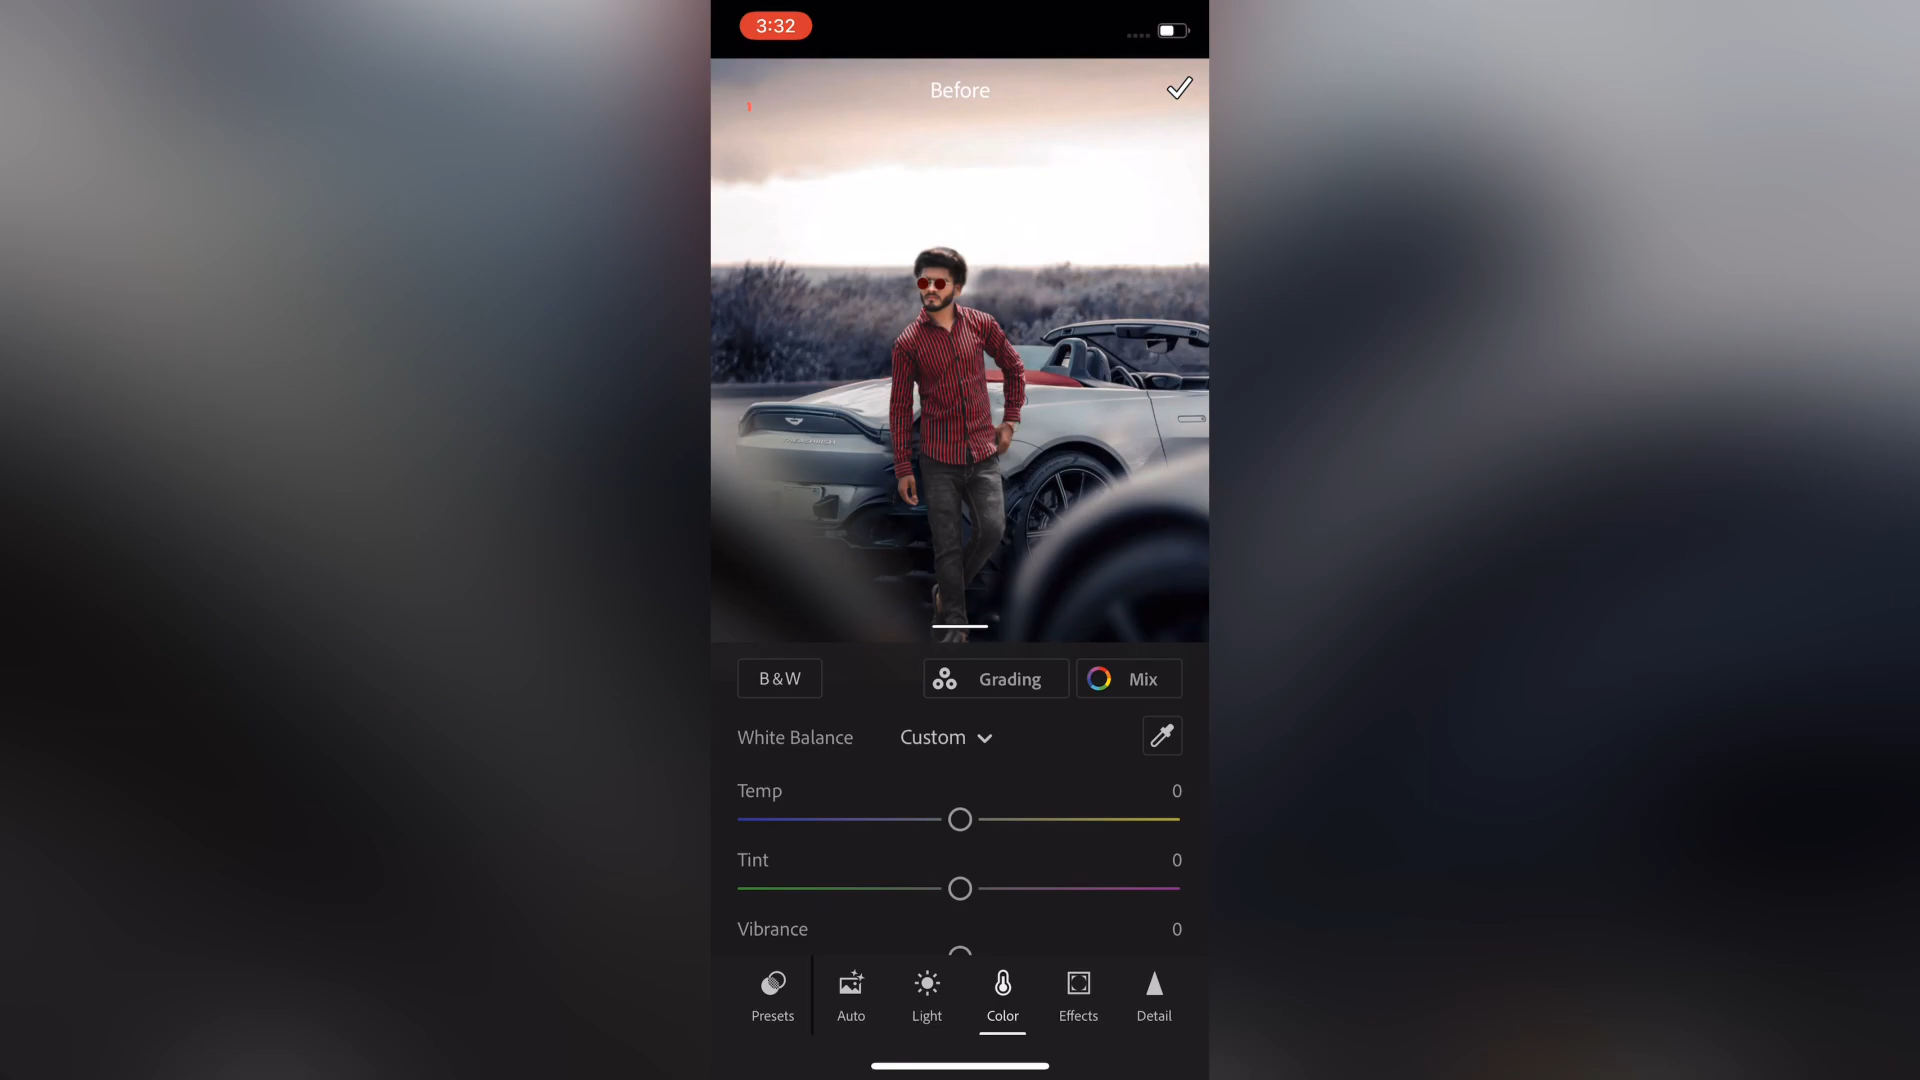 3:32
Before
B&W
Grading
Mix
White Balance
Custom
Temp
0
Tint
0
Vibrance
0
Presets
Auto
Light
Color
Effects
Detail